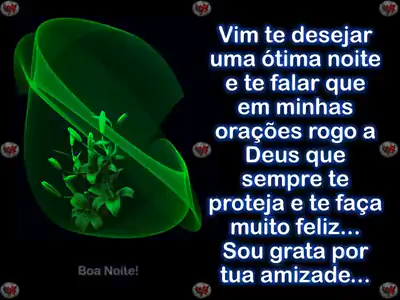 Vim te desejar
uma ótima noite
e te falar que
em minhas
orações rogo a
Deus que
sempre te
proteja e te faça
muito feliz...
Sou grata por
tua amizade...
Boa Noite!